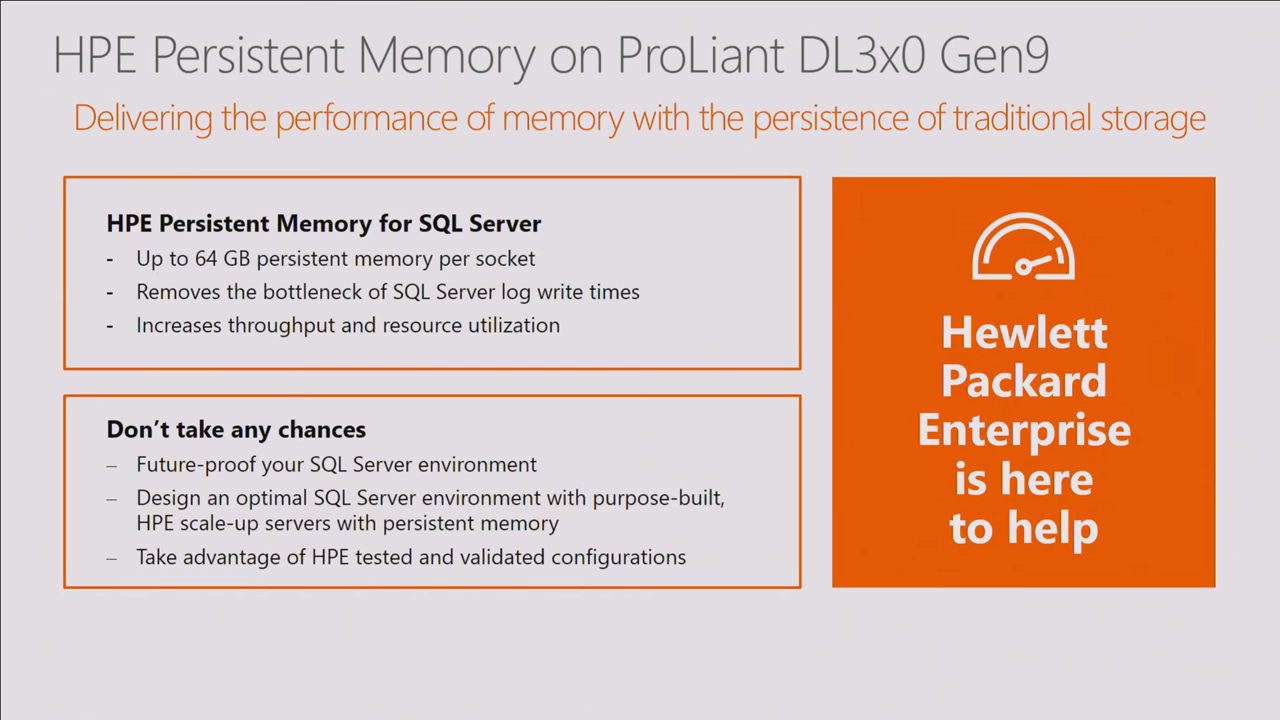 HPE Persistent Memory on ProLiant DL3x0 Gen9
Delivering the performance of memory with the persistence of traditional storage
HPE Persistent Memory for SQL Server
- Up to 64 GB persistent memory per socket
- Removes the bottleneck of SQL Server log write times
- Increases throughput and resource utilization
Don't take any chances
– Future-proof your SQL Server environment
– Design an optimal SQL Server environment with purpose-built,
HPE scale-up servers with persistent memory
– Take advantage of HPE tested and validated configurations
Hewlett
Packard
Enterprise
is here
to help